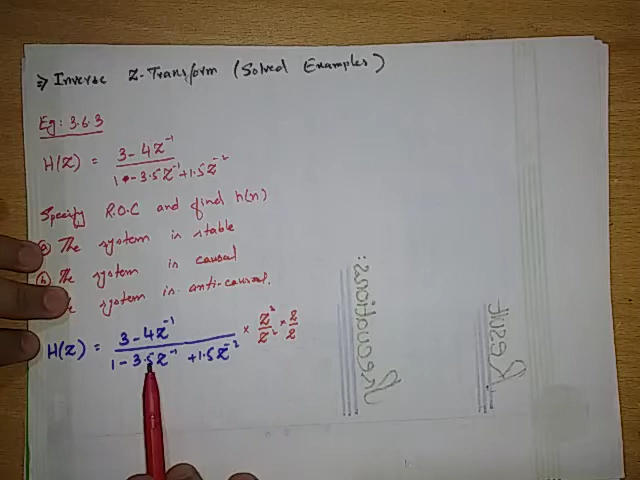 ⇒ Inverse Z-Transform (Solved Examples)
Eg: 3.6.3
H(Z) = 3 - 4Z⁻¹ / 1 - 3.5Z⁻¹ + 1.5Z⁻²
Specify R.O.C and find h(n)
ⓐ The system is stable
ⓑ The system is causal
system is anti-causal.
H(Z) = 3 - 4Z⁻¹ / 1 - 3.5Z⁻¹ + 1.5Z⁻² × Z²/Z² × 2/2